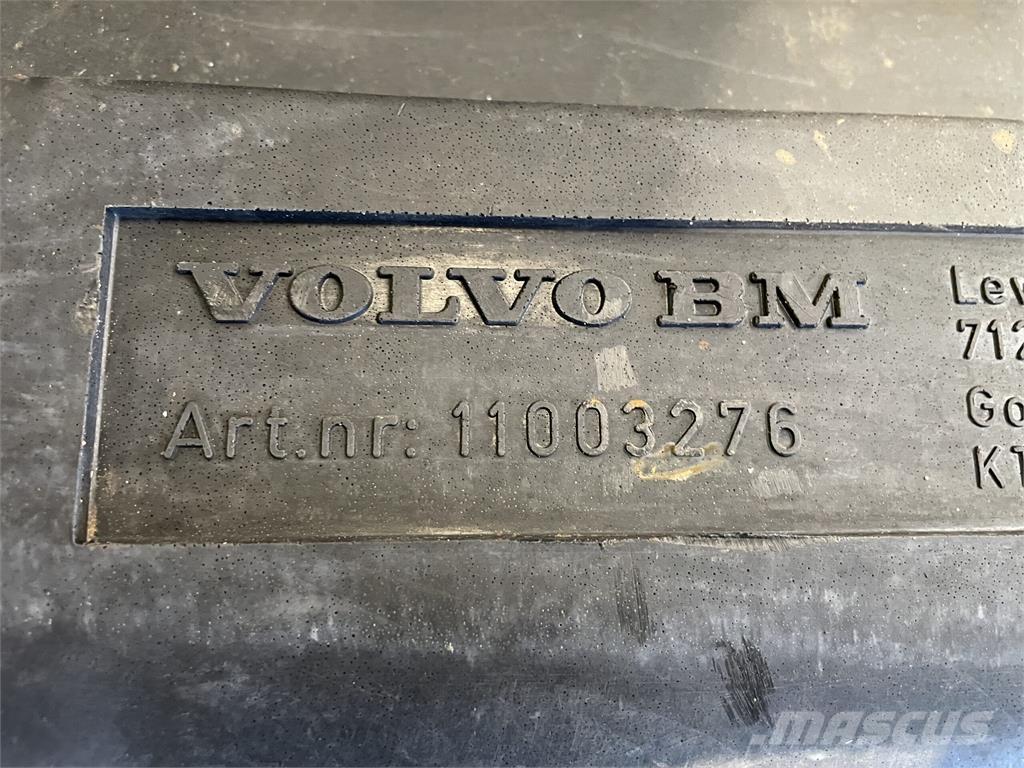 VOLVO BM
Art.nr: 11003276
Lev
712
Go
KT
MASCUS